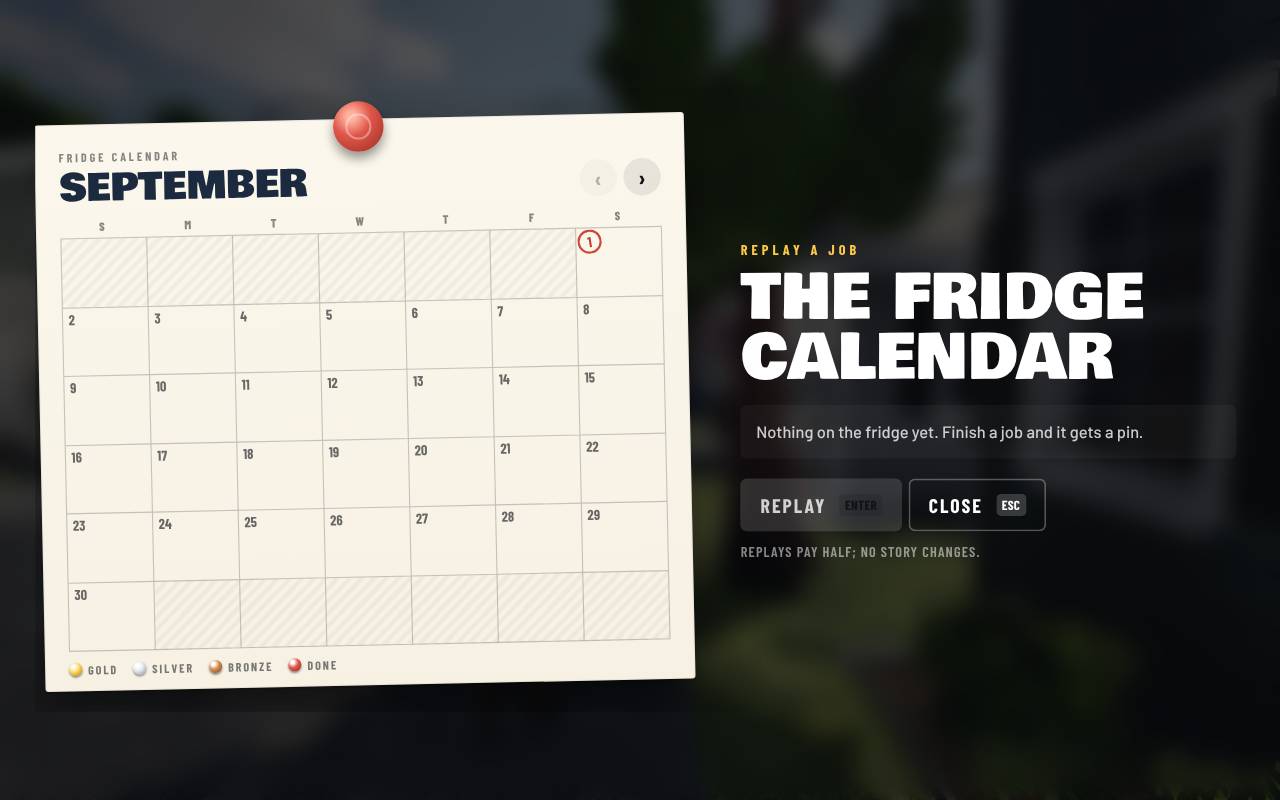 FRIDGE CALENDAR
SEPTEMBER
‹ ›
S M T W T F S
1
2 3 4 5 6 7 8
9 10 11 12 13 14 15
16 17 18 19 20 21 22
23 24 25 26 27 28 29
30
GOLD SILVER BRONZE DONE
REPLAY A JOB
THE FRIDGE
CALENDAR
Nothing on the fridge yet. Finish a job and it gets a pin.
REPLAY ENTER CLOSE ESC
REPLAYS PAY HALF; NO STORY CHANGES.